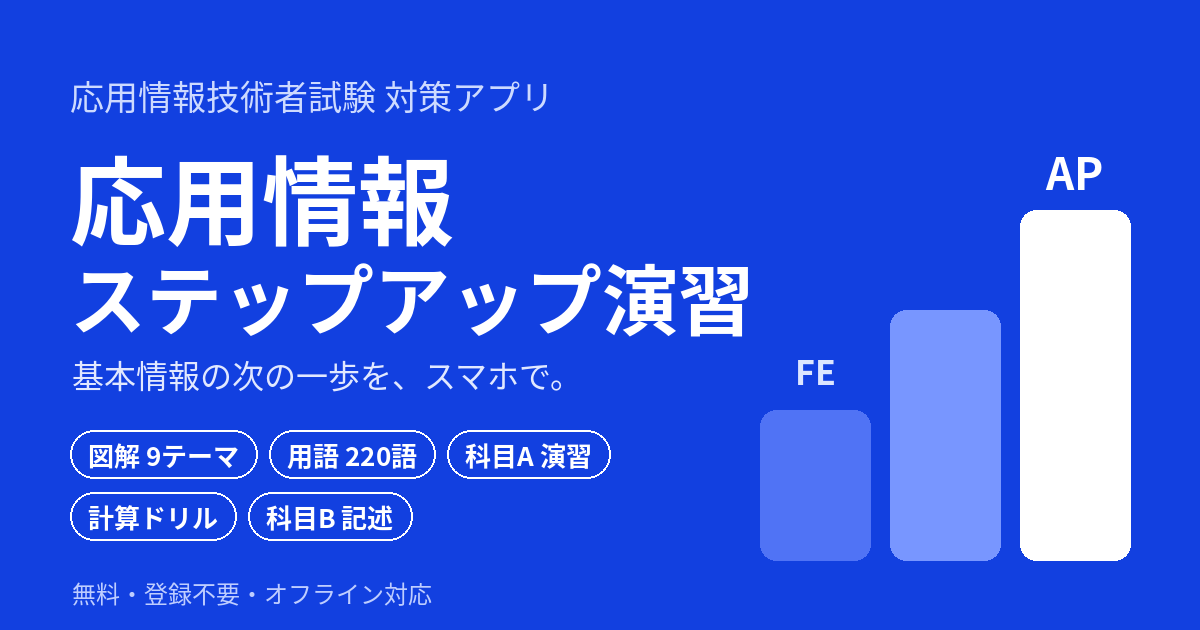 応用情報技術者試験 対策アプリ
応用情報
ステップアップ演習
基本情報の次の一歩を、スマホで。
図解 9テーマ 用語 220語 科目A 演習
計算ドリル 科目B 記述
無料・登録不要・オフライン対応
FE
AP